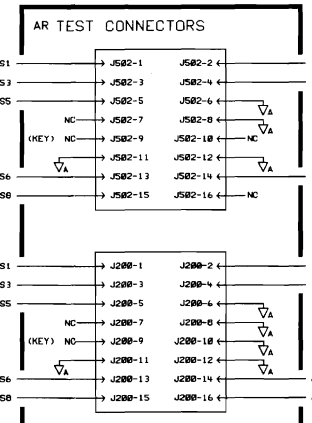 AR TEST CONNECTORS
S1 J502-1 J502-2
S3 J502-3 J502-4
S5 J502-5 J502-6 A
NC J502-7 J502-8 A
(KEY) NC J502-9 J502-10 NC
A J502-11 J502-12 A
S6 J502-13 J502-14
S8 J502-15 J502-16 NC
S1 J200-1 J200-2
S3 J200-3 J200-4
S5 J200-5 J200-6 A
NC J200-7 J200-8 A
(KEY) NC J200-9 J200-10 A
A J200-11 J200-12 A
S6 J200-13 J200-14
S8 J200-15 J200-16